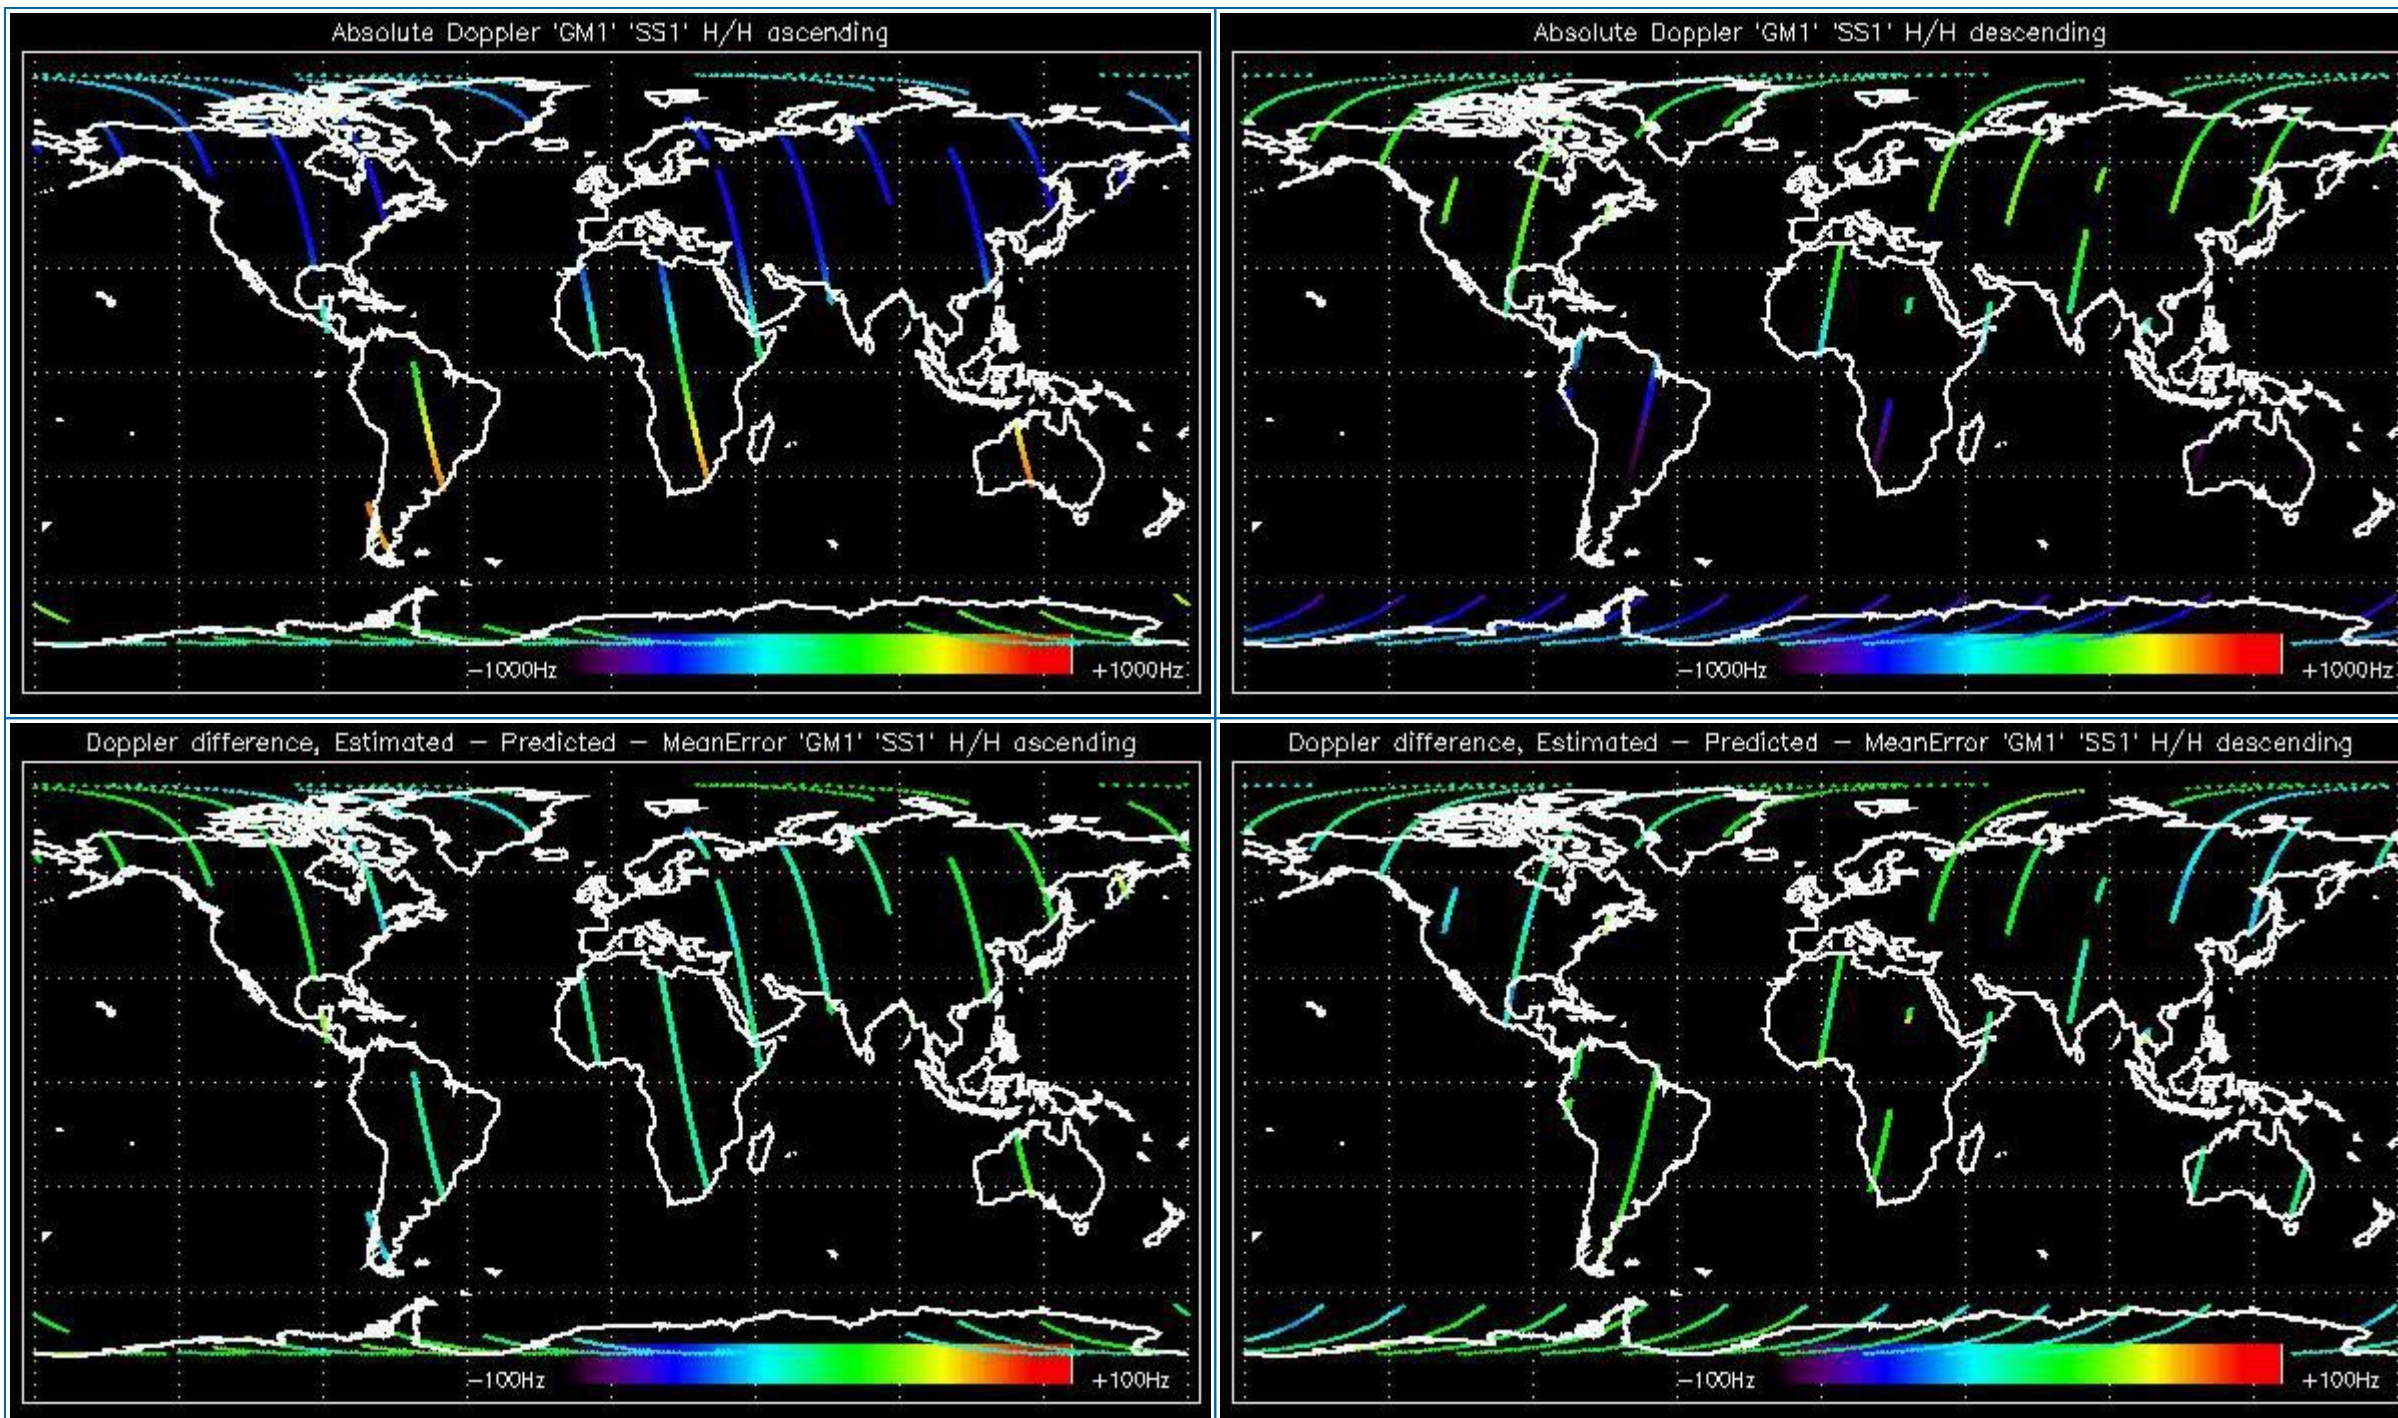 Absolute Doppler 'GM1' 'SS1' H/H ascending
−1000Hz
+1000Hz
Absolute Doppler 'GM1' 'SS1' H/H descending
−1000Hz
+1000Hz
Doppler difference, Estimated − Predicted − MeanError 'GM1' 'SS1' H/H ascending
−100Hz
+100Hz
Doppler difference, Estimated − Predicted − MeanError 'GM1' 'SS1' H/H descending
−100Hz
+100Hz